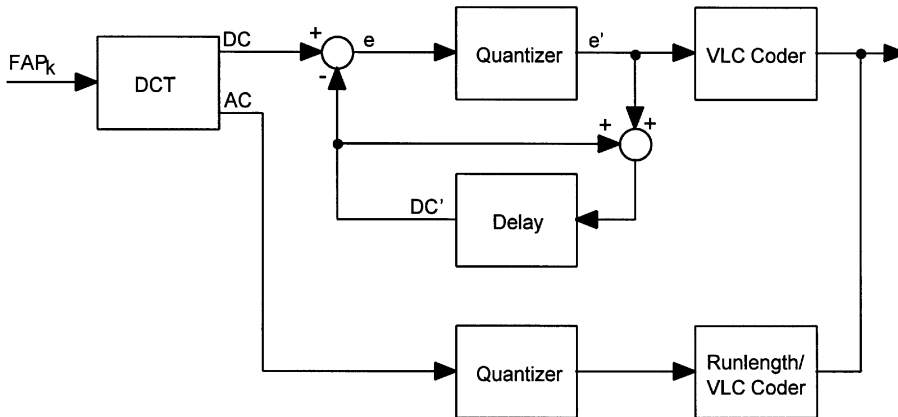 FAPk
DCT
DC
AC
+
-
e
Quantizer
e'
VLC Coder
+
+
DC'
Delay
Quantizer
Runlength/
VLC Coder